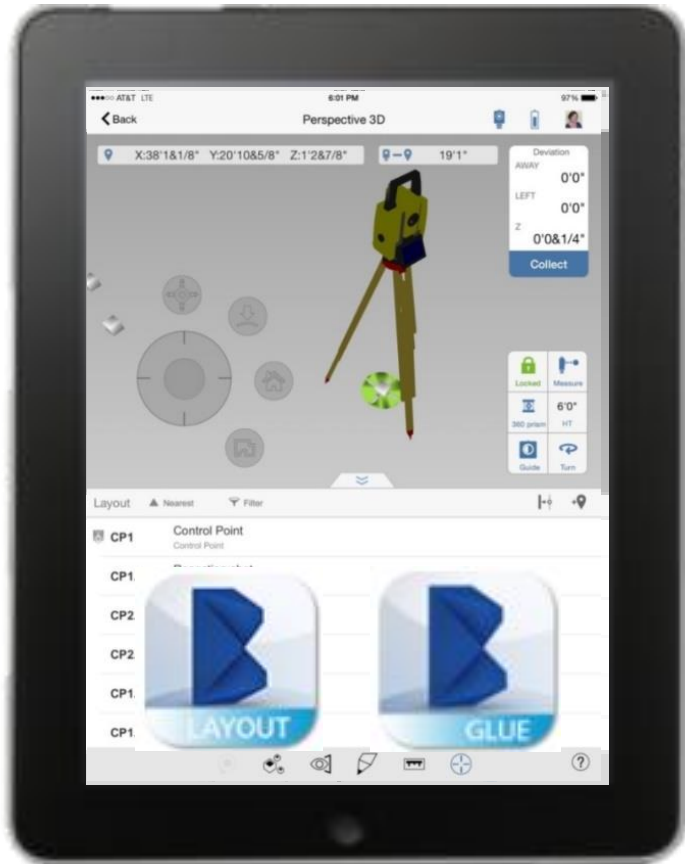 AT&T LTE 6:01 PM 97%
Back Perspective 3D
X:38'1&1/8" Y:20'10&5/8" Z:1'2&7/8" 19'1"
Deviation
AWAY
0'0"
LEFT
0'0"
Z
0'0&1/4"
Collect
Locked Measure
6'0"
360 prism HT
Guide Turn
Layout Nearest Filter
CP1 Control Point
Control Point
CP1.
CP2
CP2
CP1.
CP1.
B B
LAYOUT GLUE
?